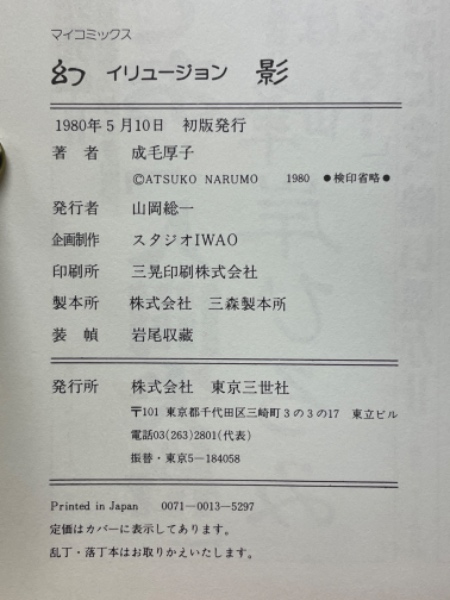 マイコミックス
幻 イリュージョン 影
1980年5月10日 初版発行
著者 成毛厚子
©ATSUKO NARUMO 1980 ●検印省略●
発行者 山岡総一
企画制作 スタジオIWAO
印刷所 三晃印刷株式会社
製本所 株式会社 三森製本所
装幀 岩尾収蔵
発行所 株式会社 東京三世社
〒101 東京都千代田区三崎町3の3の17 東立ビル
電話03(263)2801(代表)
振替・東京5―184058
Printed in Japan 0071―0013―5297
定価はカバーに表示してあります。
乱丁・落丁本はお取りかえいたします。